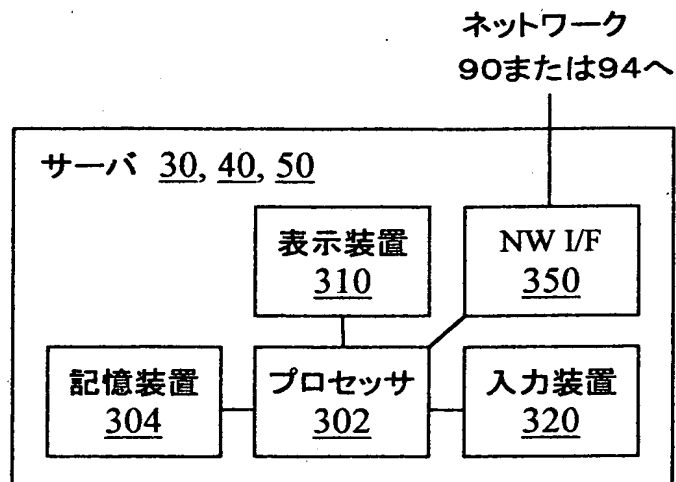 ネットワーク
90または94へ
サーバ 30, 40, 50
表示装置
310
NW I/F
350
記憶装置
304
プロセッサ
302
入力装置
320